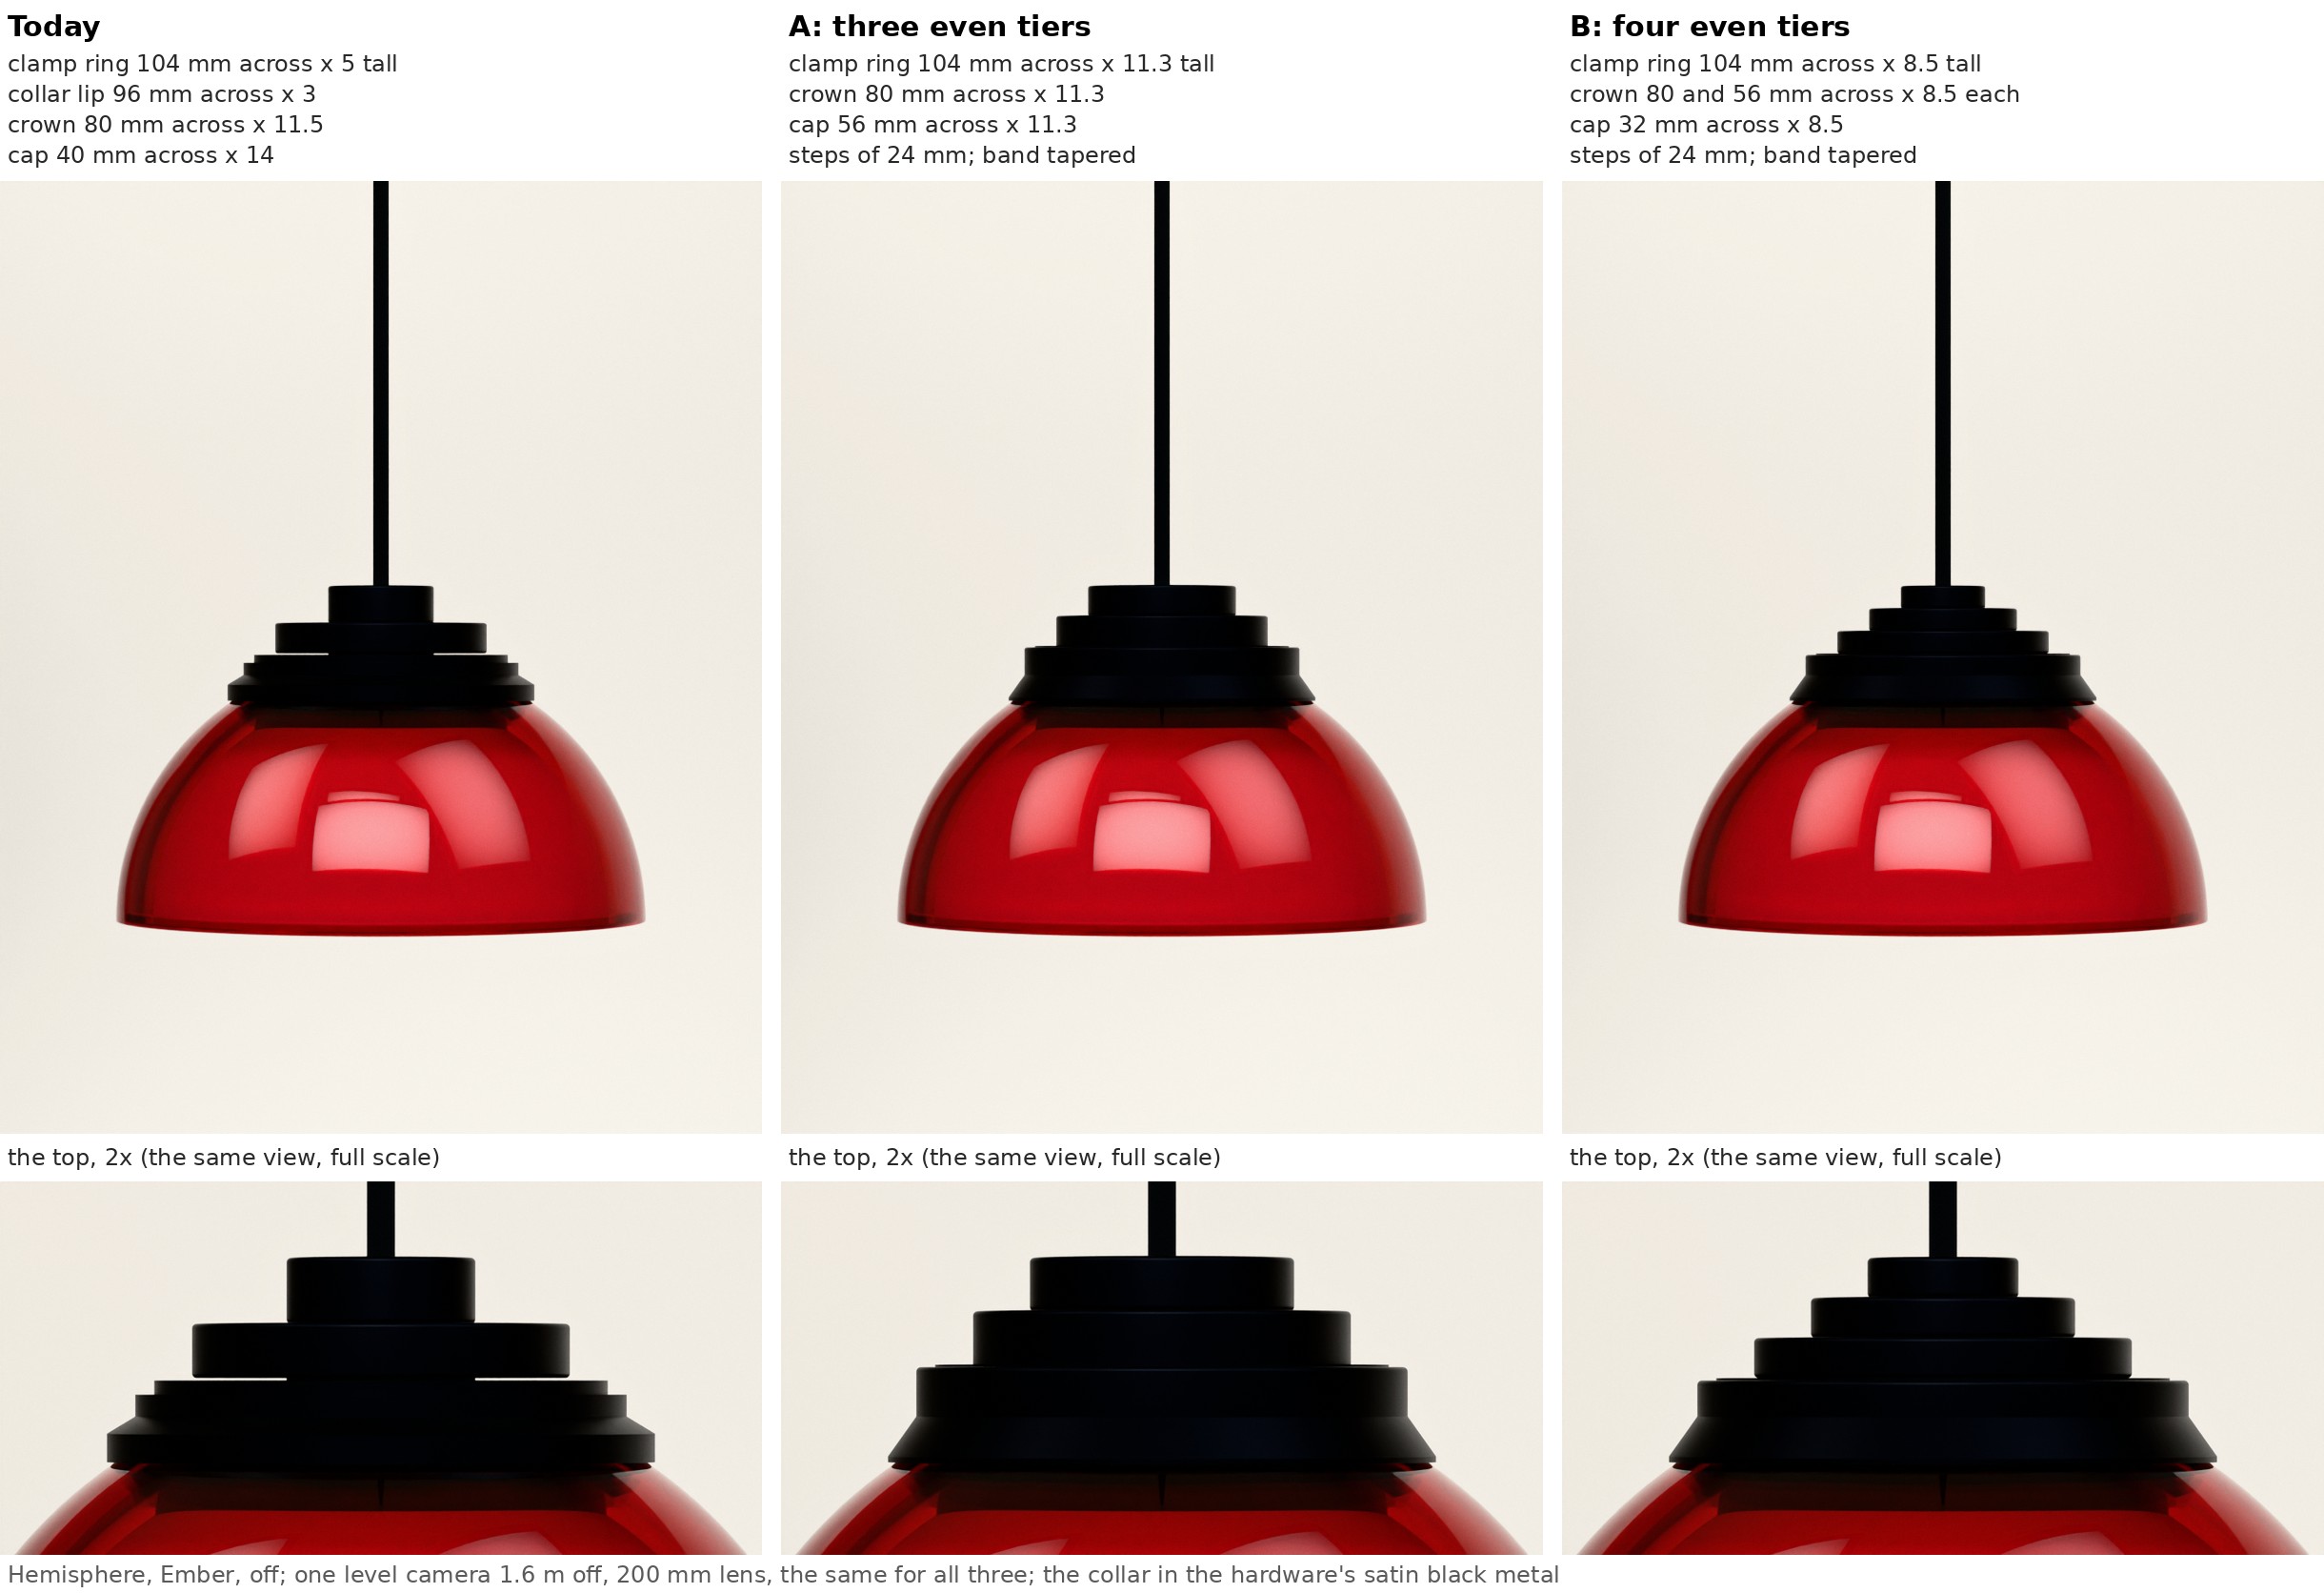 Today
clamp ring 104 mm across x 5 tall
collar lip 96 mm across x 3
crown 80 mm across x 11.5
cap 40 mm across x 14
A: three even tiers
clamp ring 104 mm across x 11.3 tall
crown 80 mm across x 11.3
cap 56 mm across x 11.3
steps of 24 mm; band tapered
B: four even tiers
clamp ring 104 mm across x 8.5 tall
crown 80 and 56 mm across x 8.5 each
cap 32 mm across x 8.5
steps of 24 mm; band tapered
the top, 2x (the same view, full scale)
the top, 2x (the same view, full scale)
the top, 2x (the same view, full scale)
Hemisphere, Ember, off; one level camera 1.6 m off, 200 mm lens, the same for all three; the collar in the hardware's satin black metal